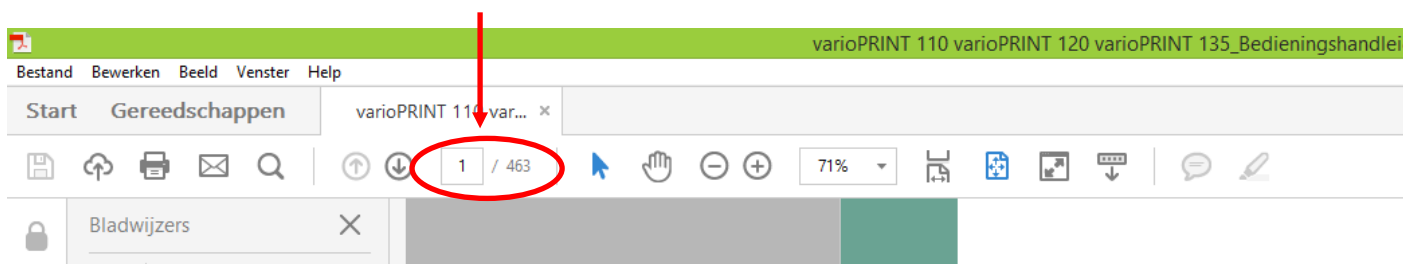 varioPRINT 110 varioPRINT 120 varioPRINT 135_Bedieningshandlei
Bestand Bewerken Beeld Venster Help
Start Gereedschappen varioPRINT 110 var... ×
1 / 463 71%
Bladwijzers